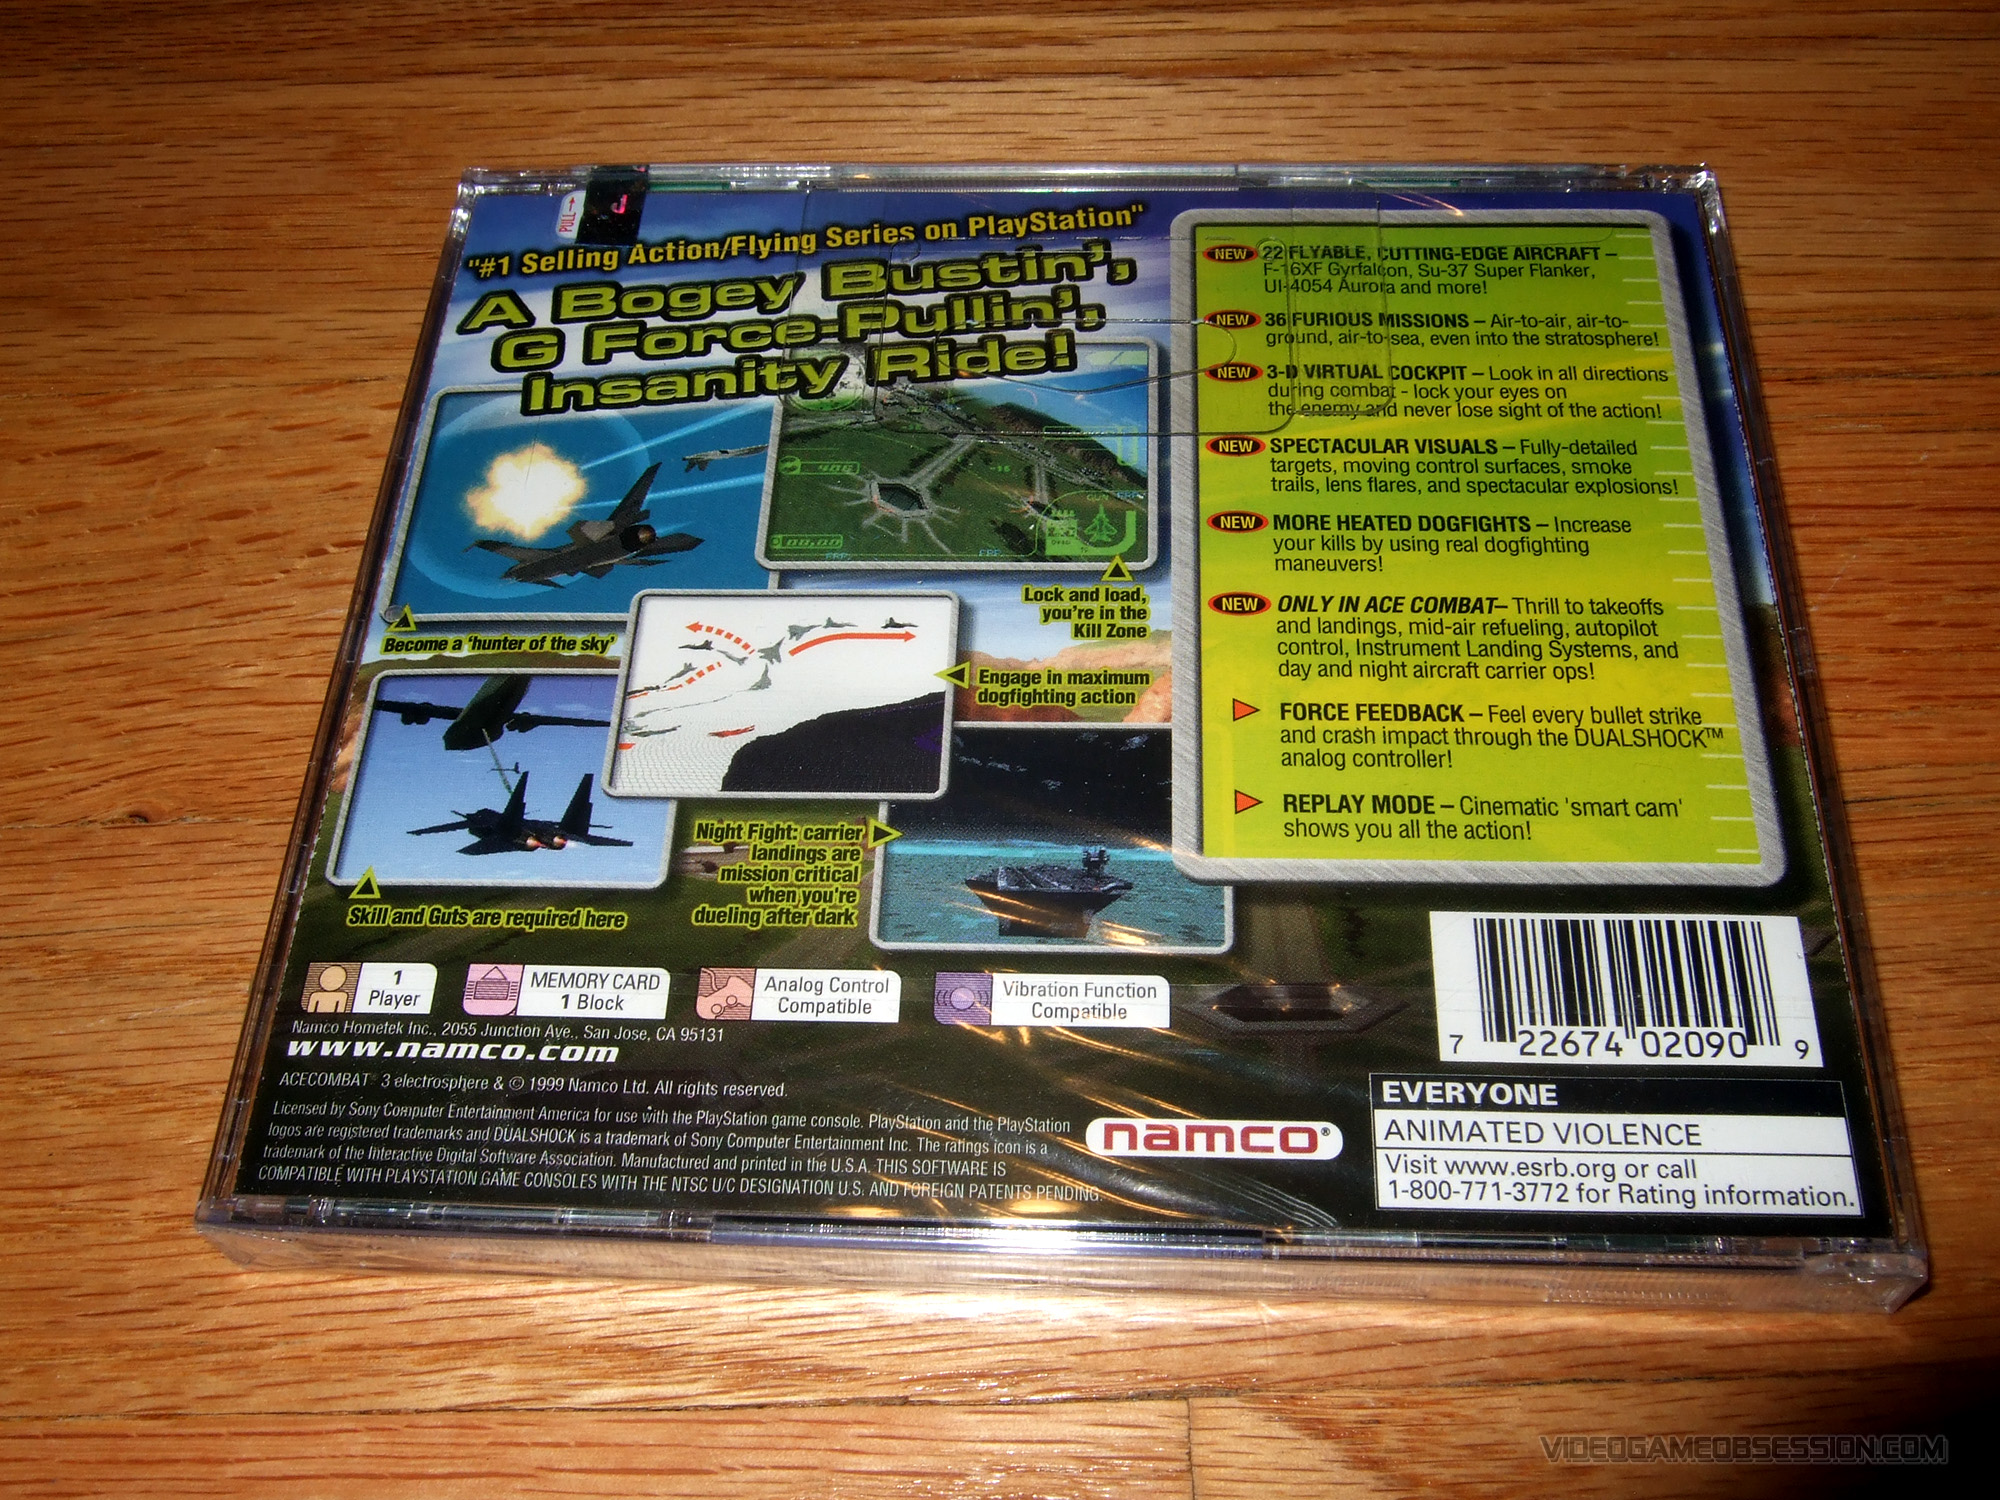 PULL→
"#1 Selling Action/Flying Series on PlayStation"
A Bogey Bustin',
G Force-Pullin',
Insanity Ride!
Become a 'hunter of the sky'
Lock and load,
you're in the
Kill Zone
Engage in maximum
dogfighting action
Skill and Guts are required here
Night Fight: carrier
landings are
mission critical
when you're
dueling after dark
NEW 22 FLYABLE, CUTTING-EDGE AIRCRAFT –
F-16XF Gyrfalcon, Su-37 Super Flanker,
UI-4054 Aurora and more!
NEW 36 FURIOUS MISSIONS – Air-to-air, air-to-
ground, air-to-sea, even into the stratosphere!
NEW 3-D VIRTUAL COCKPIT – Look in all directions
during combat - lock your eyes on
the enemy and never lose sight of the action!
NEW SPECTACULAR VISUALS – Fully-detailed
targets, moving control surfaces, smoke
trails, lens flares, and spectacular explosions!
NEW MORE HEATED DOGFIGHTS – Increase
your kills by using real dogfighting
maneuvers!
NEW ONLY IN ACE COMBAT– Thrill to takeoffs
and landings, mid-air refueling, autopilot
control, Instrument Landing Systems, and
day and night aircraft carrier ops!
FORCE FEEDBACK – Feel every bullet strike
and crash impact through the DUALSHOCK™
analog controller!
REPLAY MODE – Cinematic 'smart cam'
shows you all the action!
1
Player
MEMORY CARD
1 Block
Analog Control
Compatible
Vibration Function
Compatible
Namco Hometek Inc., 2055 Junction Ave., San Jose, CA 95131
www.namco.com
ACECOMBAT® 3 electrosphere & © 1999 Namco Ltd. All rights reserved.
Licensed by Sony Computer Entertainment America for use with the PlayStation game console. PlayStation and the PlayStation
logos are registered trademarks and DUALSHOCK is a trademark of Sony Computer Entertainment Inc. The ratings icon is a
trademark of the Interactive Digital Software Association. Manufactured and printed in the U.S.A. THIS SOFTWARE IS
COMPATIBLE WITH PLAYSTATION GAME CONSOLES WITH THE NTSC U/C DESIGNATION U.S. AND FOREIGN PATENTS PENDING.
namco®
7 22674 02090 9
EVERYONE
ANIMATED VIOLENCE
Visit www.esrb.org or call
1-800-771-3772 for Rating information.
VIDEOGAMEOBSESSION.COM